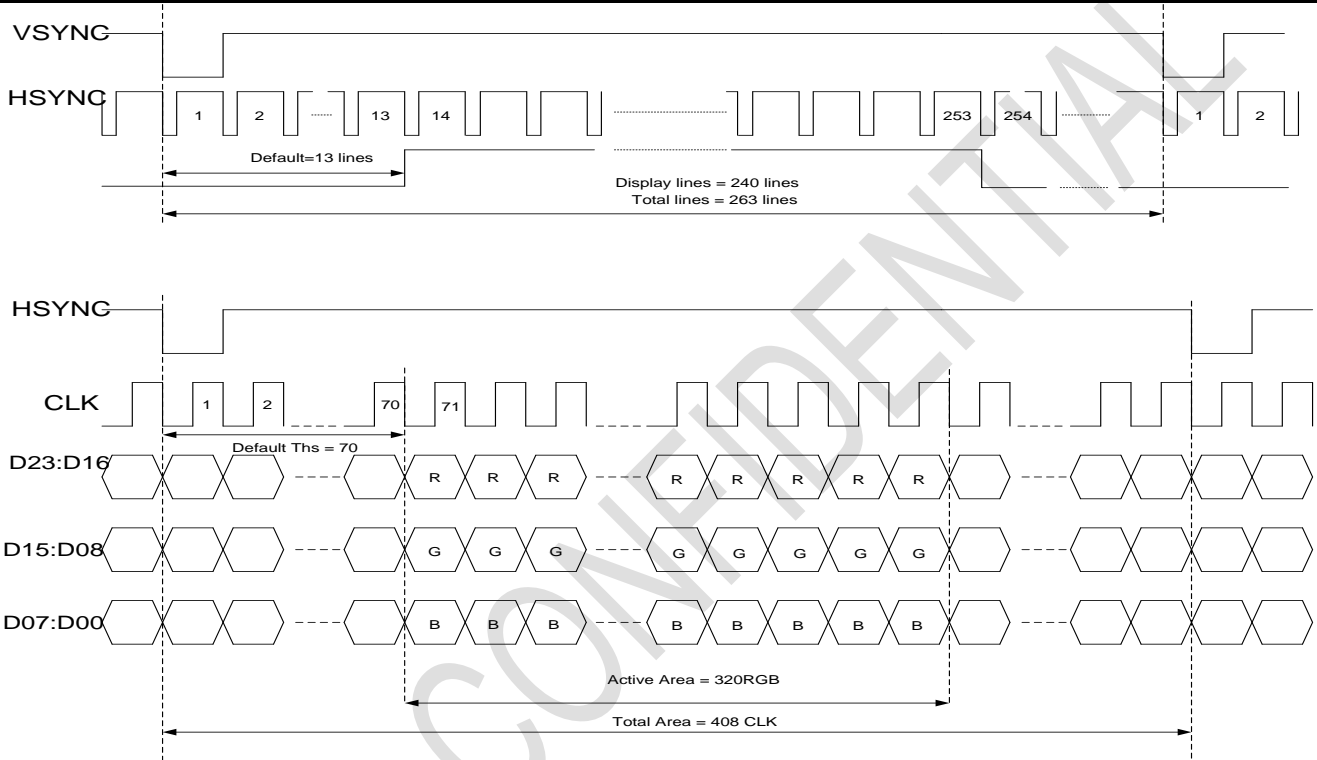 VSYNC
HSYNC
1 2 13 14 253 254 1 2
Default=13 lines
Display lines = 240 lines
Total lines = 263 lines
HSYNC
CLK
1 2 70 71
Default Ths = 70
D23:D16
R R R R R R R R
D15:D08
G G G G G G G G
D07:D00
B B B B B B B B
Active Area = 320RGB
Total Area = 408 CLK
CONFIDENTIAL